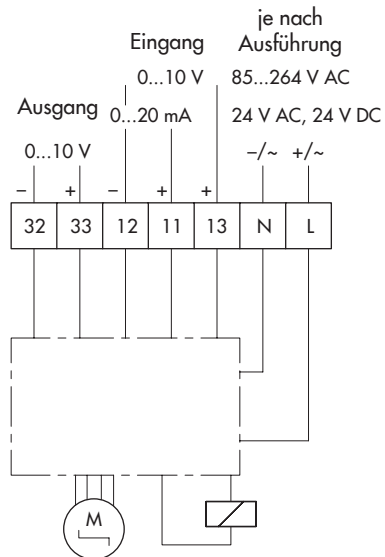 Eingang
je nach
Ausführung
0...10 V
85...264 V AC
Ausgang
0...20 mA
24 V AC, 24 V DC
0...10 V
–/~ +/~
– + – + +
32 33 12 11 13 N L
M